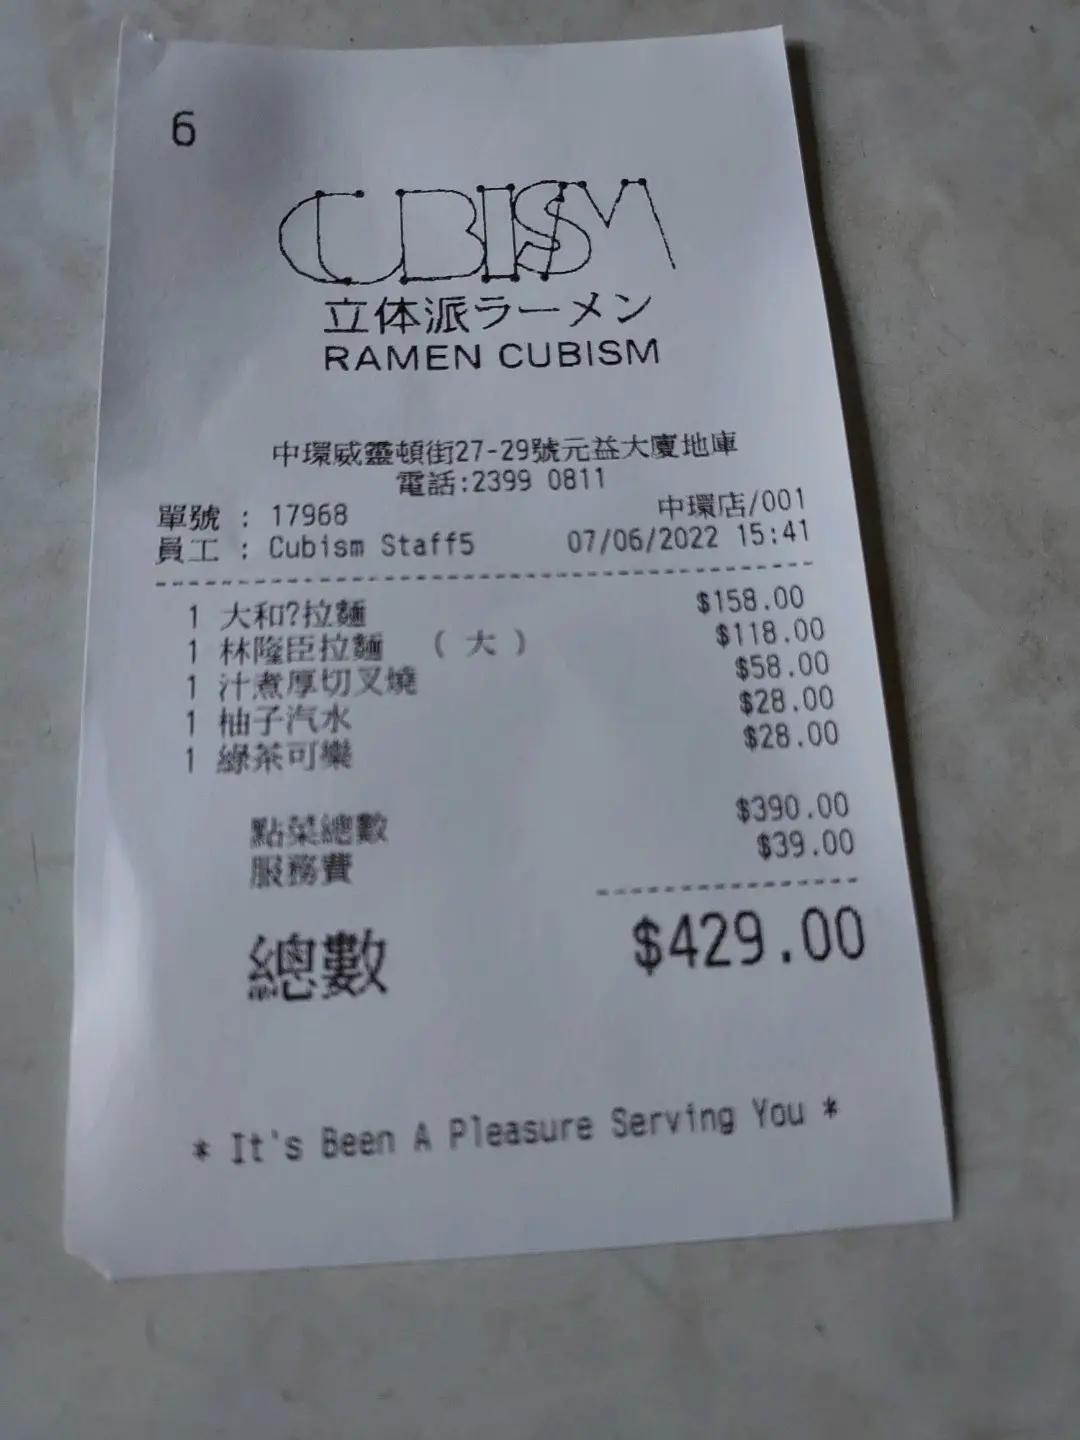 6
CUBISM
立体派ラーメン
RAMEN CUBISM
中環威靈頓街27-29號元益大廈地庫
電話:2399 0811
中環店/001
單號 : 17968
員工 : Cubism Staff5 07/06/2022 15:41
1 大和?拉麵 $158.00
1 林隆臣拉麵 ( 大 ) $118.00
1 汁煮厚切叉燒 $58.00
1 柚子汽水 $28.00
1 綠茶可樂 $28.00
點菜總數 $390.00
服務費 $39.00
總數 $429.00
* It's Been A Pleasure Serving You *